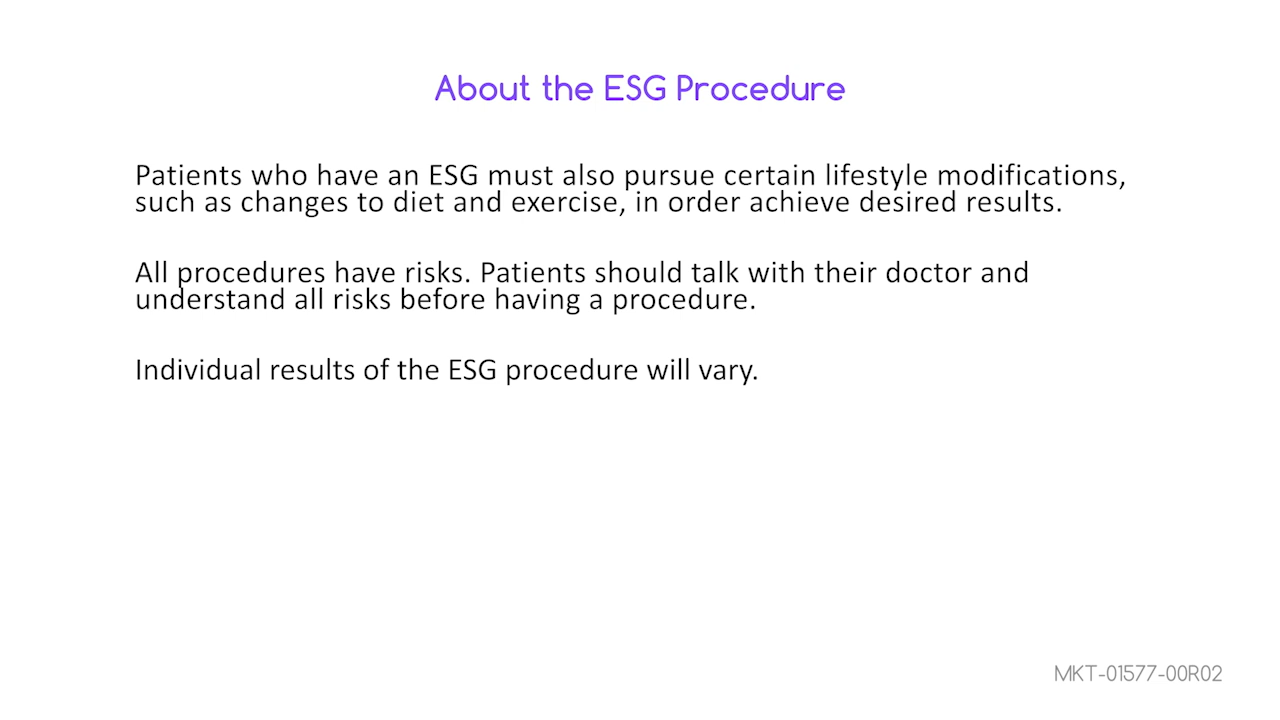 About the ESG Procedure
Patients who have an ESG must also pursue certain lifestyle modifications,
such as changes to diet and exercise, in order achieve desired results.
All procedures have risks. Patients should talk with their doctor and
understand all risks before having a procedure.
Individual results of the ESG procedure will vary.
MKT-01577-00R02